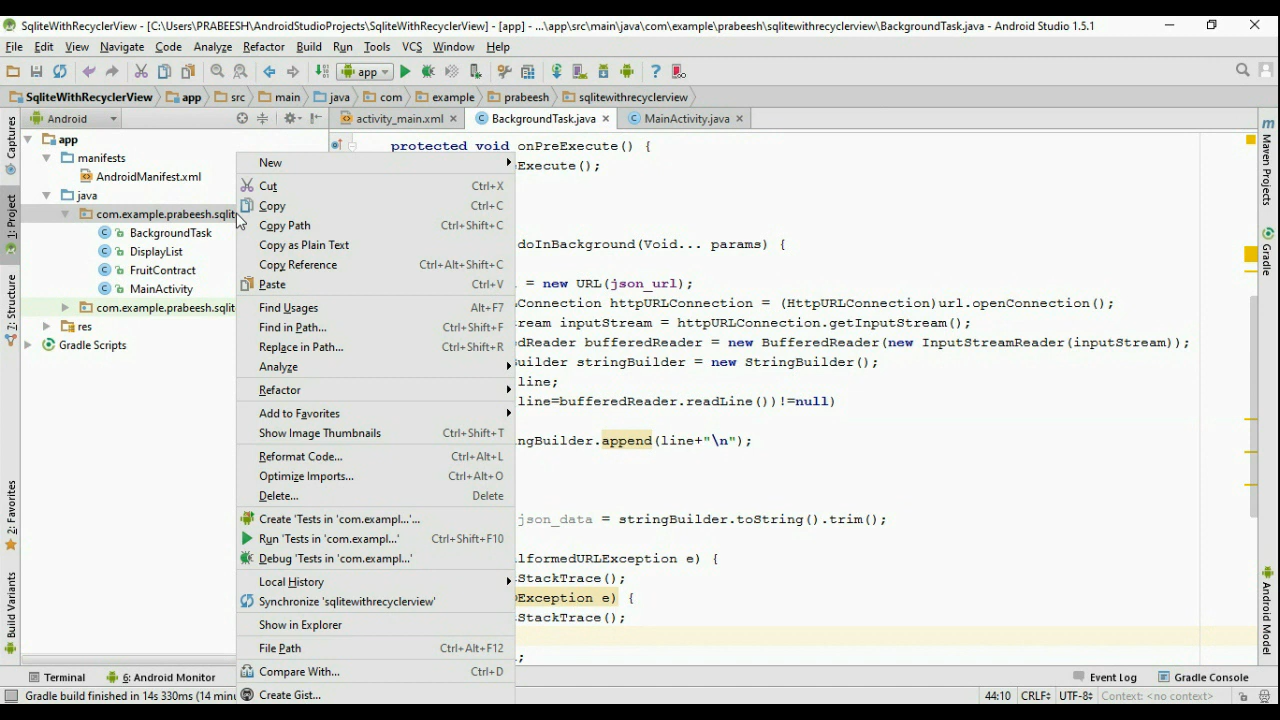 SqliteWithRecyclerView - [C:\Users\PRABEESH\AndroidStudioProjects\SqliteWithRecyclerView] - [app] - ...\app\src\main\java\com\example\prabeesh\sqlitewithrecyclerview\BackgroundTask.java - Android Studio 1.5.1
File Edit View Navigate Code Analyze Refactor Build Run Tools VCS Window Help
app
SqliteWithRecyclerView app src main java com example prabeesh sqlitewithrecyclerview
Android
activity_main.xml BackgroundTask.java MainActivity.java
Captures
1: Project
2: Structure
2: Favorites
Build Variants
app
manifests
AndroidManifest.xml
java
com.example.prabeesh.sqlit
BackgroundTask
DisplayList
FruitContract
MainActivity
com.example.prabeesh.sqlit
res
Gradle Scripts
New
Cut Ctrl+X
Copy Ctrl+C
Copy Path Ctrl+Shift+C
Copy as Plain Text
Copy Reference Ctrl+Alt+Shift+C
Paste Ctrl+V
Find Usages Alt+F7
Find in Path... Ctrl+Shift+F
Replace in Path... Ctrl+Shift+R
Analyze
Refactor
Add to Favorites
Show Image Thumbnails Ctrl+Shift+T
Reformat Code... Ctrl+Alt+L
Optimize Imports... Ctrl+Alt+O
Delete... Delete
Create 'Tests in 'com.exampl...'...
Run 'Tests in 'com.exampl...' Ctrl+Shift+F10
Debug 'Tests in 'com.exampl...'
Local History
Synchronize 'sqlitewithrecyclerview'
Show in Explorer
File Path Ctrl+Alt+F12
Compare With... Ctrl+D
Create Gist...
protected void onPreExecute() {
Execute();
doInBackground(Void... params) {
= new URL(json_url);
Connection httpURLConnection = (HttpURLConnection)url.openConnection();
ream inputStream = httpURLConnection.getInputStream();
dReader bufferedReader = new BufferedReader(new InputStreamReader(inputStream));
uilder stringBuilder = new StringBuilder();
line;
line=bufferedReader.readLine())!=null)
ngBuilder.append(line+"\n");
json_data = stringBuilder.toString().trim();
lformedURLException e) {
StackTrace();
Exception e) {
StackTrace();
;
Maven Projects
Gradle
Android Model
Terminal 6: Android Monitor Event Log Gradle Console
Gradle build finished in 14s 330ms (14 minu 44:10 CRLF UTF-8 Context: <no context>